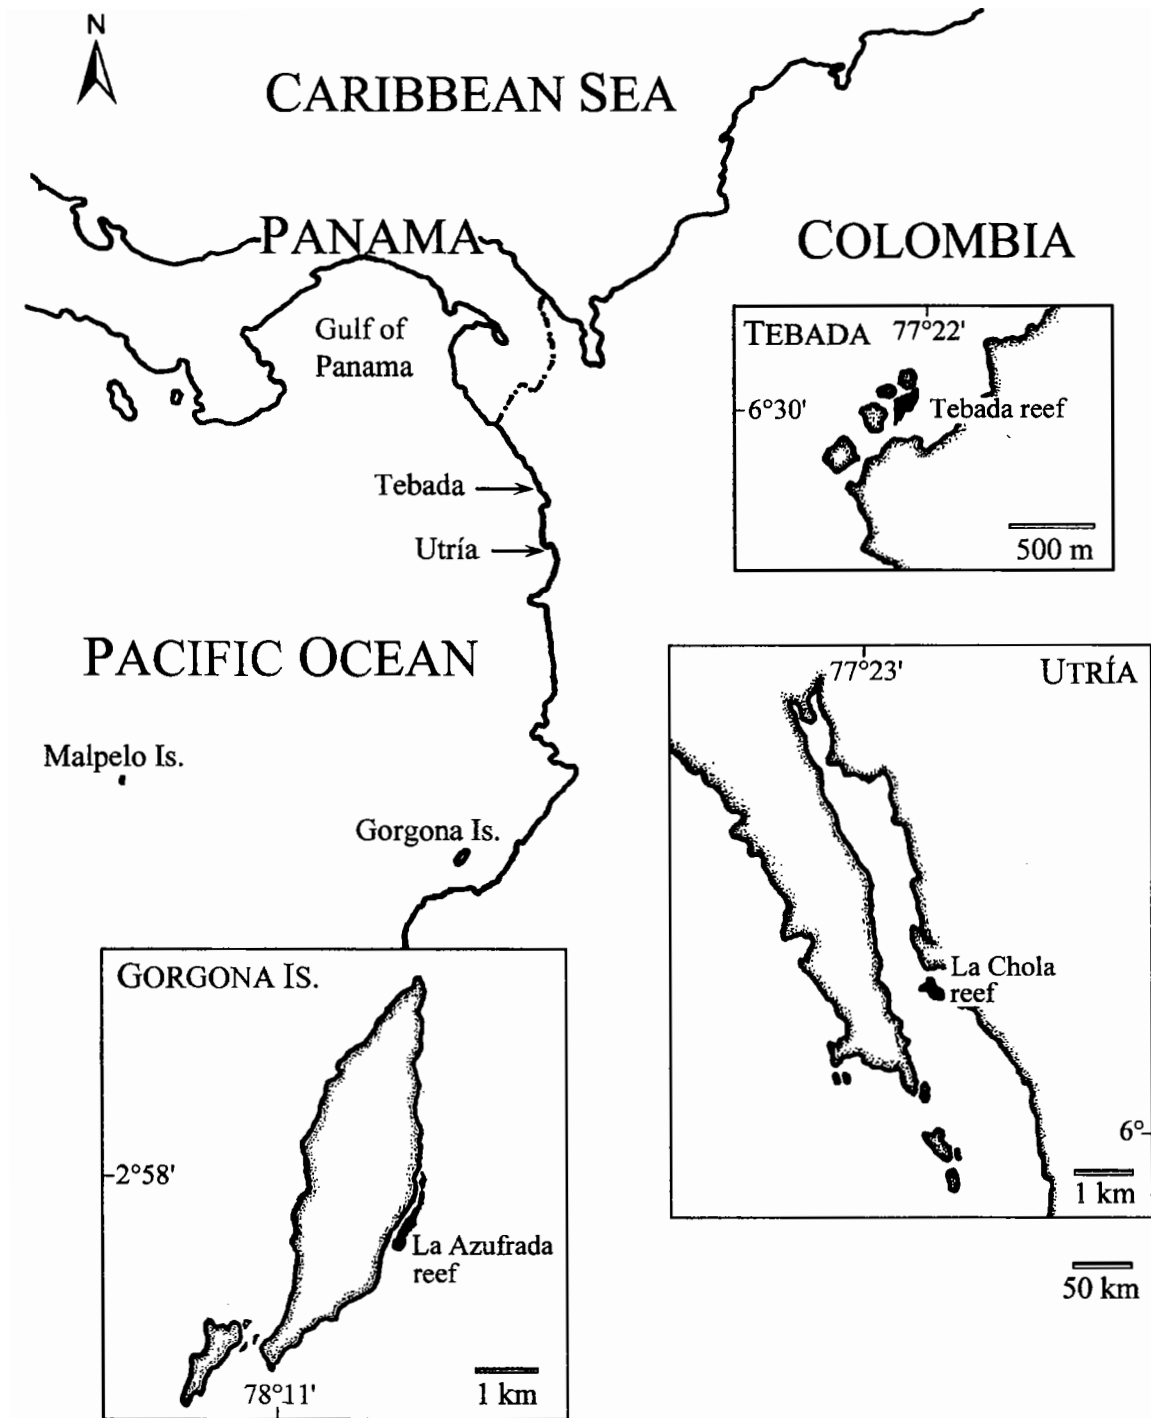 N
CARIBBEAN SEA
PANAMA
COLOMBIA
Gulf of
Panama
TEBADA
77°22'
6°30'
Tebada reef
500 m
Tebada
Utría
PACIFIC OCEAN
Malpelo Is.
Gorgona Is.
77°23'
UTRÍA
La Chola
reef
6°
1 km
50 km
GORGONA IS.
2°58'
La Azufrada
reef
78°11'
1 km